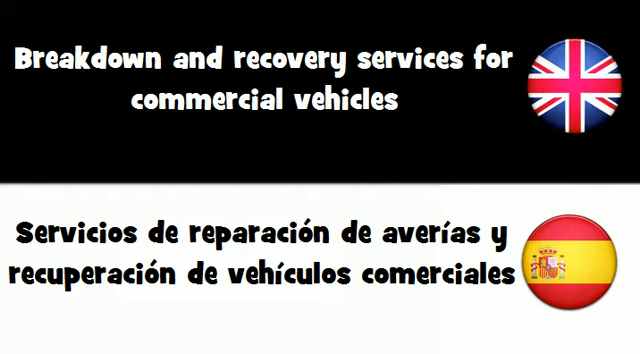 Breakdown and recovery services for
commercial vehicles
Servicios de reparación de averías y
recuperación de vehículos comerciales